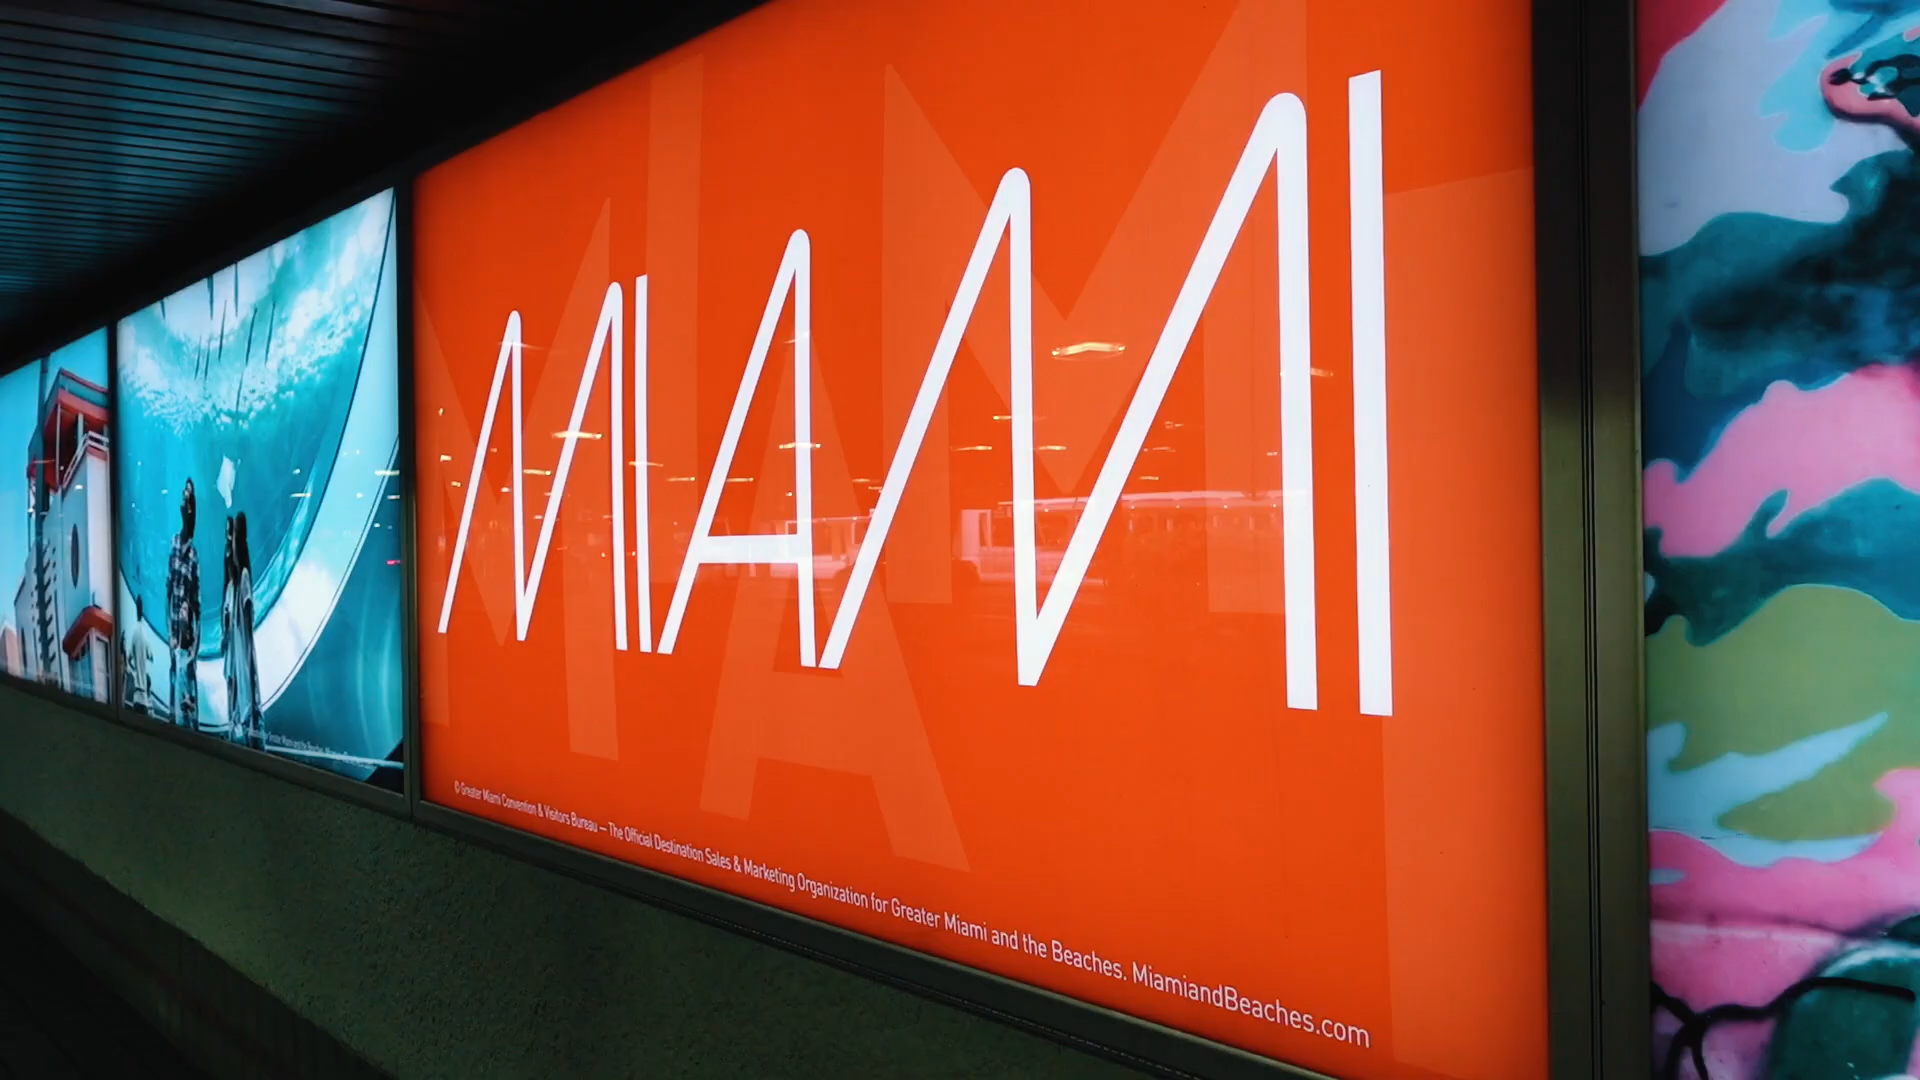 MIAMI
© Greater Miami Convention & Visitors Bureau — The Official Destination Sales & Marketing Organization for Greater Miami and the Beaches. MiamiandBeaches.com